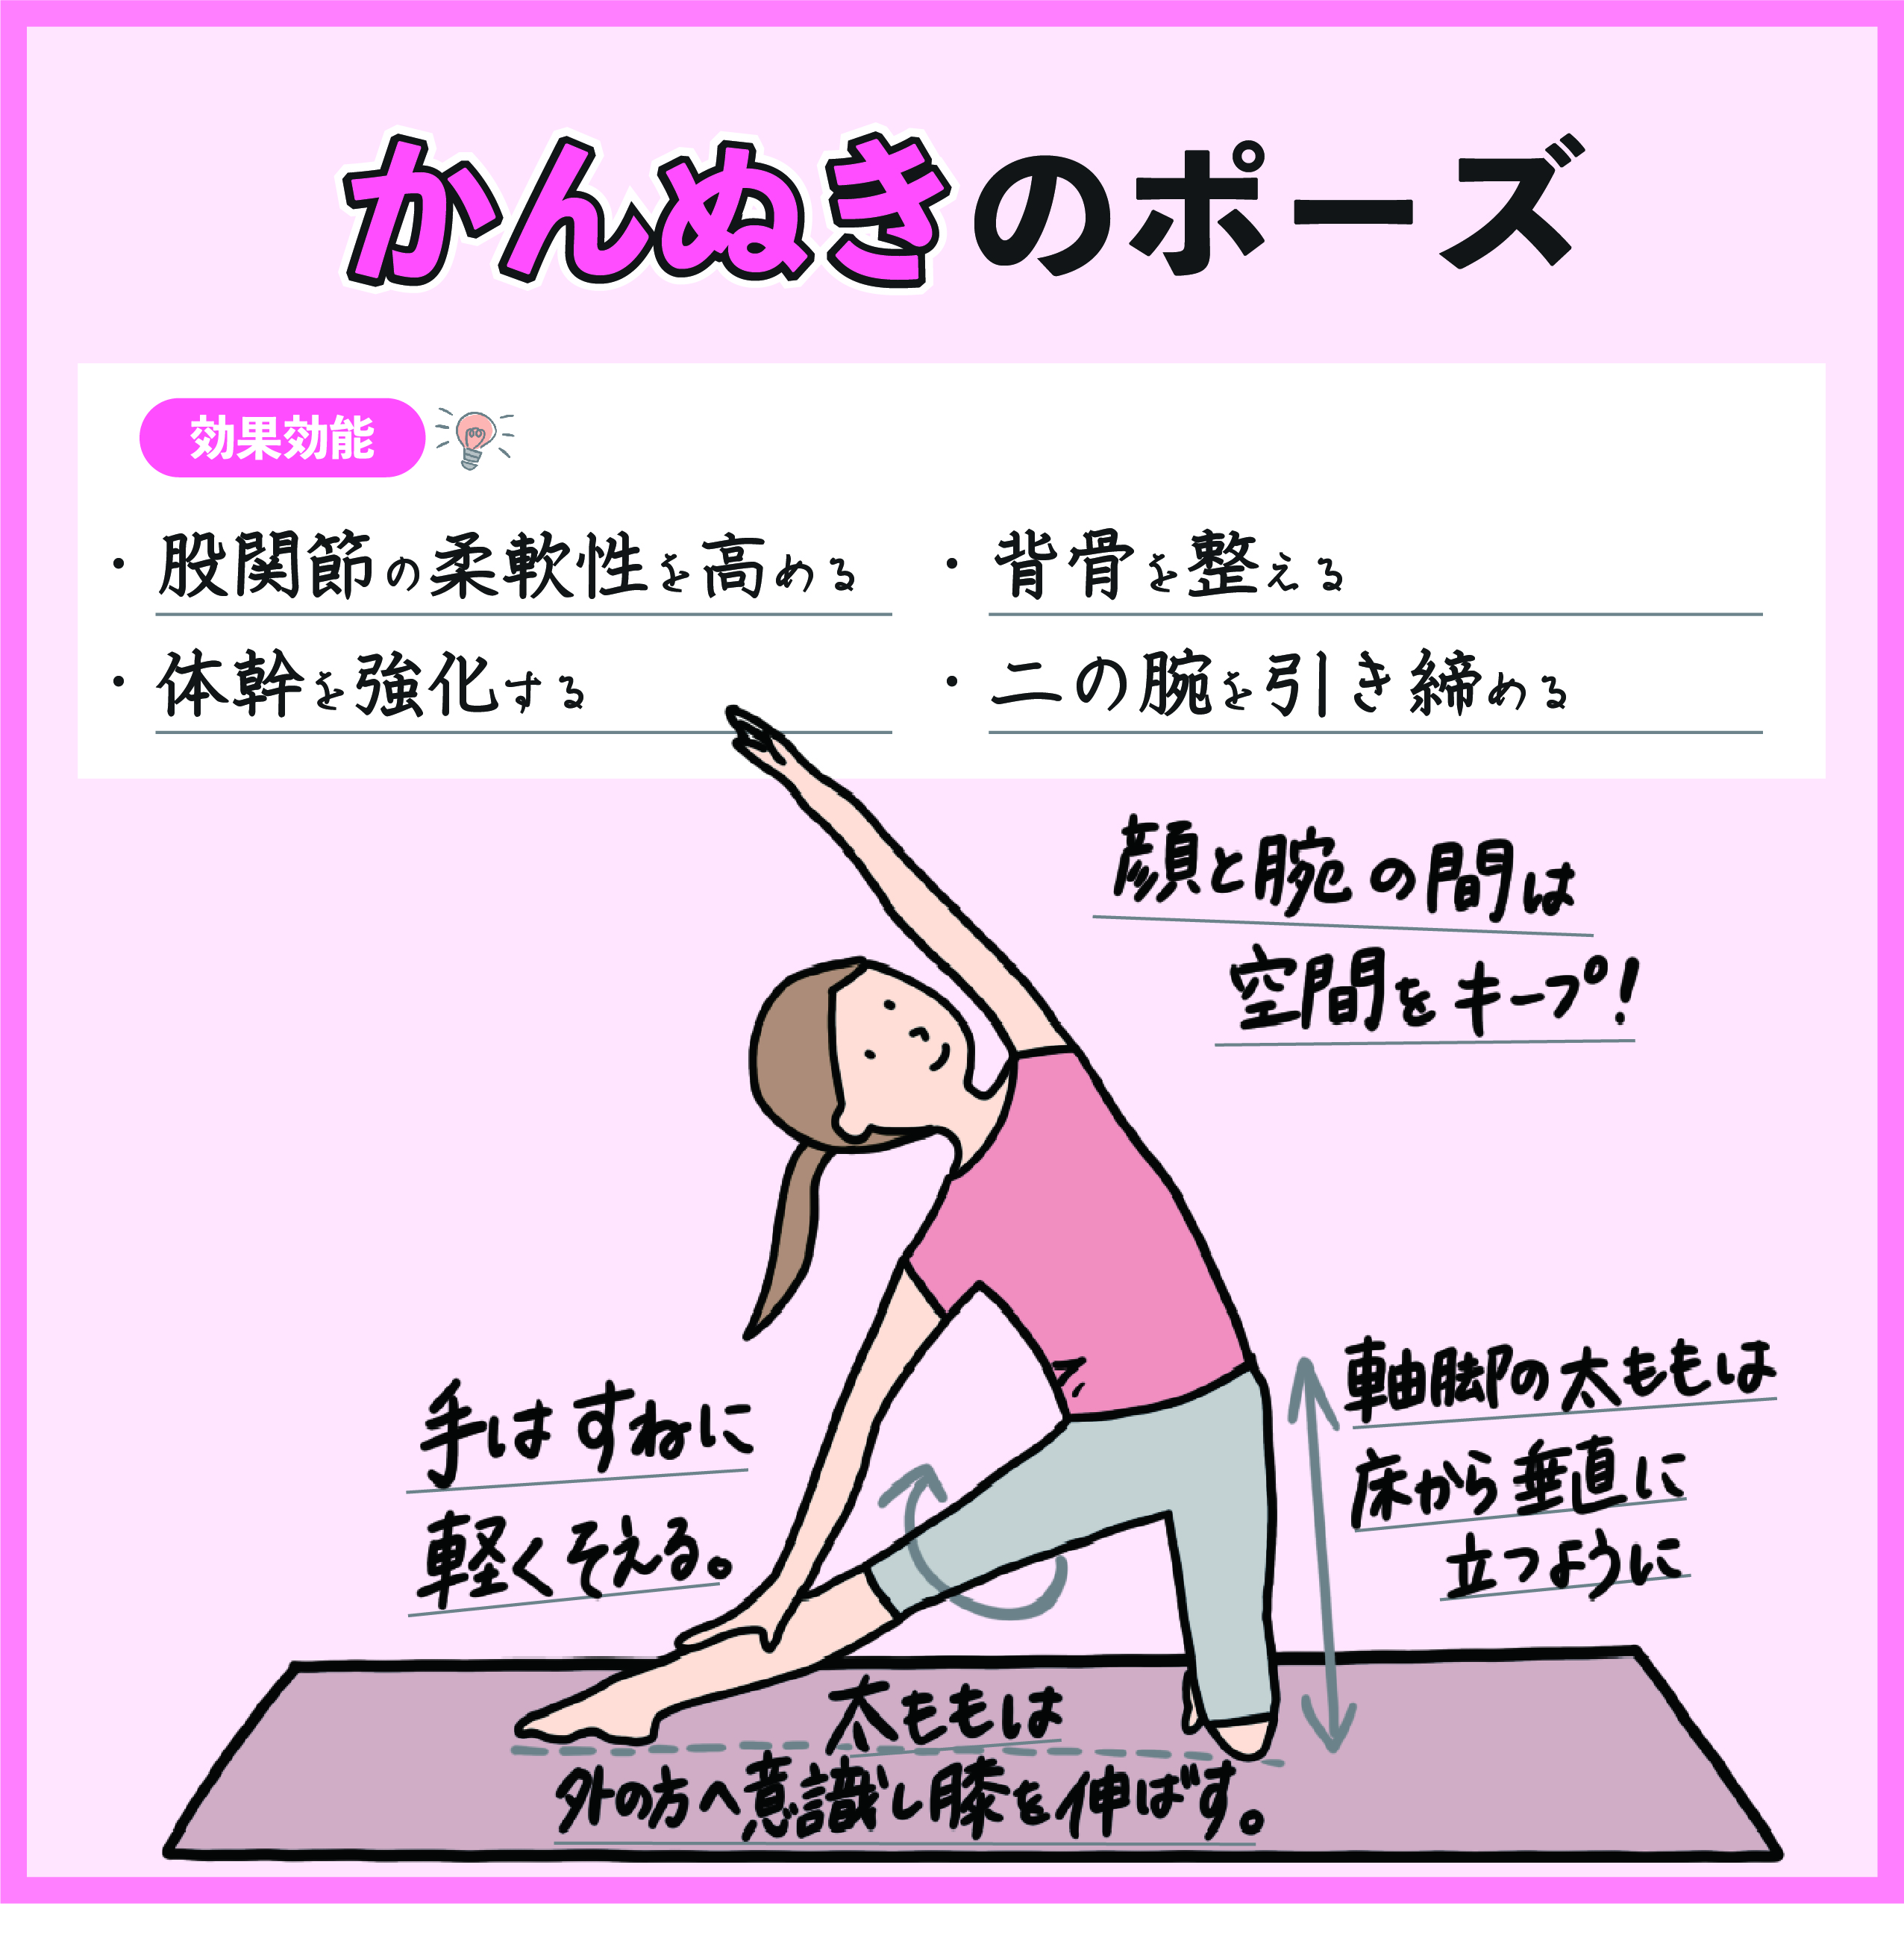 かんぬきのポーズ
効果効能
・股関節の柔軟性を高める
・背骨を整える
・体幹を強化する
・二の腕を引き締める
顔と腕の間は
空間をキープ!
手はすねに
軽くそえる。
軸脚の太ももは
床から垂直に
立つように
太ももは
外の方へ意識し膝を伸ばす。